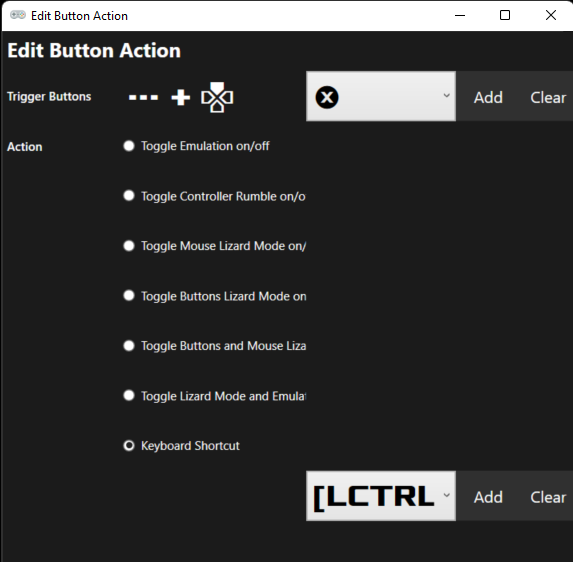 Edit Button Action
Edit Button Action
Trigger Buttons --- + X Add Clear
Action
Toggle Emulation on/off
Toggle Controller Rumble on/o
Toggle Mouse Lizard Mode on/
Toggle Buttons Lizard Mode on
Toggle Buttons and Mouse Liza
Toggle Lizard Mode and Emulat
Keyboard Shortcut
[LCTRL Add Clear